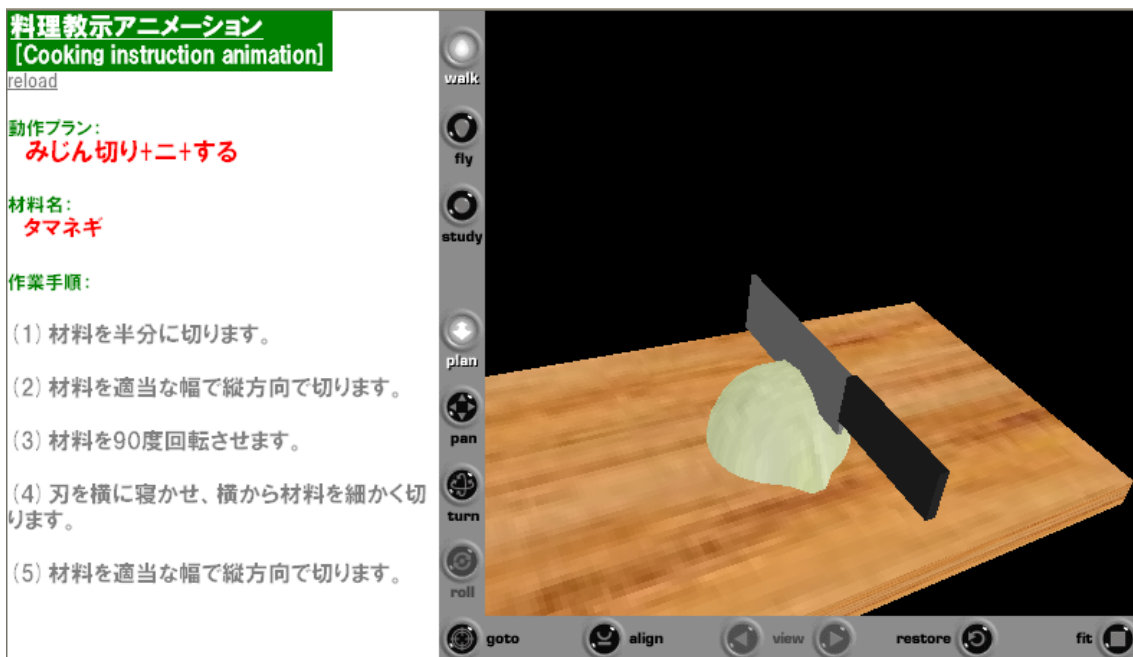 料理教示アニメーション
[Cooking instruction animation]
reload
動作プラン:
みじん切り+ニ+する
材料名:
タマネギ
作業手順:
(1) 材料を半分に切ります。
(2) 材料を適当な幅で縦方向で切ります。
(3) 材料を90度回転させます。
(4) 刃を横に寝かせ、横から材料を細かく切
ります。
(5) 材料を適当な幅で縦方向で切ります。
walk
fly
study
plan
pan
turn
roll
goto
align
view
restore
fit